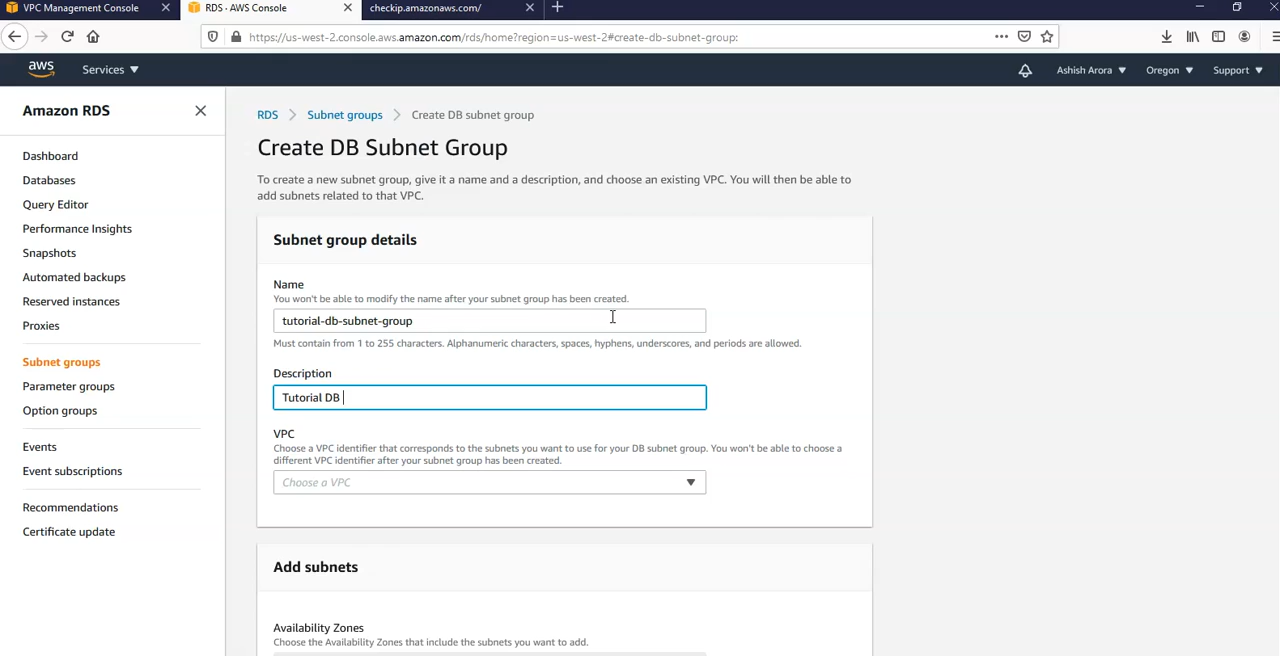 VPC Management Console
RDS · AWS Console
checkip.amazonaws.com/
https://us-west-2.console.aws.amazon.com/rds/home?region=us-west-2#create-db-subnet-group:
aws
Services
Ashish Arora
Oregon
Support
Amazon RDS
Dashboard
Databases
Query Editor
Performance Insights
Snapshots
Automated backups
Reserved instances
Proxies
Subnet groups
Parameter groups
Option groups
Events
Event subscriptions
Recommendations
Certificate update
RDS > Subnet groups > Create DB subnet group
Create DB Subnet Group
To create a new subnet group, give it a name and a description, and choose an existing VPC. You will then be able to
add subnets related to that VPC.
Subnet group details
Name
You won't be able to modify the name after your subnet group has been created.
tutorial-db-subnet-group
Must contain from 1 to 255 characters. Alphanumeric characters, spaces, hyphens, underscores, and periods are allowed.
Description
Tutorial DB
VPC
Choose a VPC identifier that corresponds to the subnets you want to use for your DB subnet group. You won't be able to choose a
different VPC identifier after your subnet group has been created.
Choose a VPC
Add subnets
Availability Zones
Choose the Availability Zones that include the subnets you want to add.